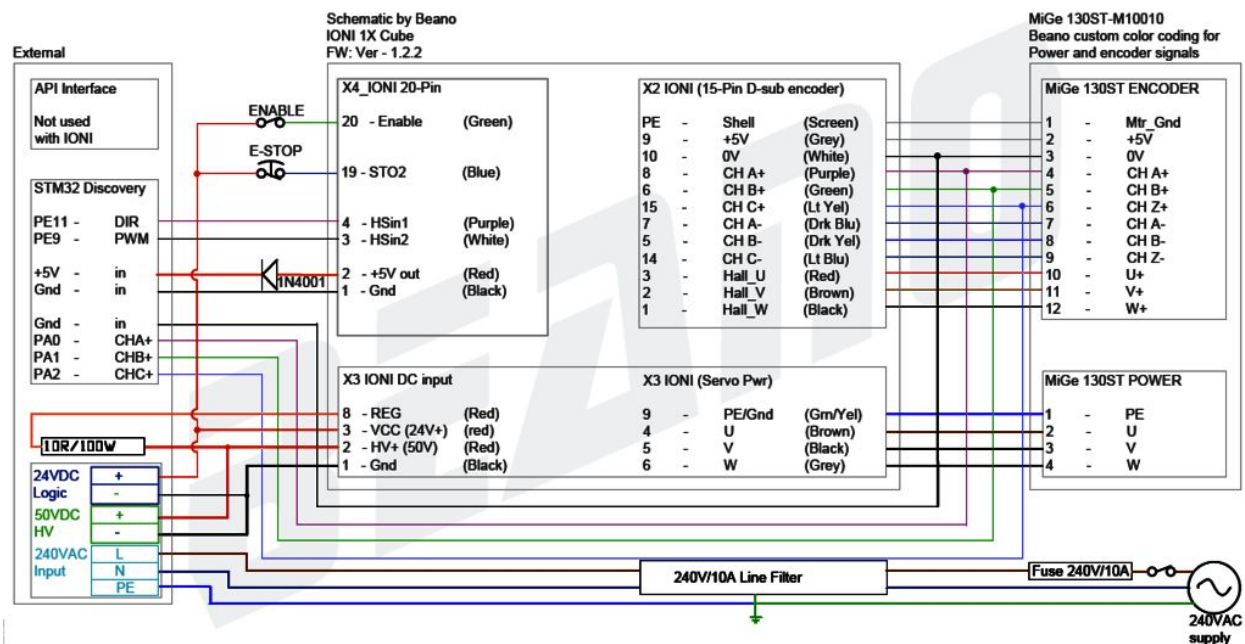 Schematic by Beano
IONI 1X Cube
FW: Ver - 1.2.2
MiGe 130ST-M10010
Beano custom color coding for
Power and encoder signals
External
API Interface
Not used
with IONI
STM32 Discovery
PE11 - DIR
PE9 - PWM
+5V - in
Gnd - in
Gnd - in
PA0 - CHA+
PA1 - CHB+
PA2 - CHC+
10R/100W
24VDC +
Logic -
50VDC +
HV -
240VAC L
Input N
PE
ENABLE
E-STOP
1N4001
X4_IONI 20-Pin
20 - Enable (Green)
19 - STO2 (Blue)
4 - HSin1 (Purple)
3 - HSin2 (White)
2 - +5V out (Red)
1 - Gnd (Black)
X3 IONI DC input
8 - REG (Red)
3 - VCC (24V+) (red)
2 - HV+ (50V) (Red)
1 - Gnd (Black)
X2 IONI (15-Pin D-sub encoder)
PE - Shell (Screen)
9 - +5V (Grey)
10 - 0V (White)
8 - CH A+ (Purple)
6 - CH B+ (Green)
15 - CH C+ (Lt Yel)
7 - CH A- (Drk Blu)
5 - CH B- (Drk Yel)
14 - CH C- (Lt Blu)
3 - Hall_U (Red)
2 - Hall_V (Brown)
1 - Hall_W (Black)
X3 IONI (Servo Pwr)
9 - PE/Gnd (Grn/Yel)
4 - U (Brown)
5 - V (Black)
6 - W (Grey)
MiGe 130ST ENCODER
1 - Mtr_Gnd
2 - +5V
3 - 0V
4 - CH A+
5 - CH B+
6 - CH Z+
7 - CH A-
8 - CH B-
9 - CH Z-
10 - U+
11 - V+
12 - W+
MiGe 130ST POWER
1 - PE
2 - U
3 - V
4 - W
240V/10A Line Filter
Fuse 240V/10A
240VAC
supply
BEANO